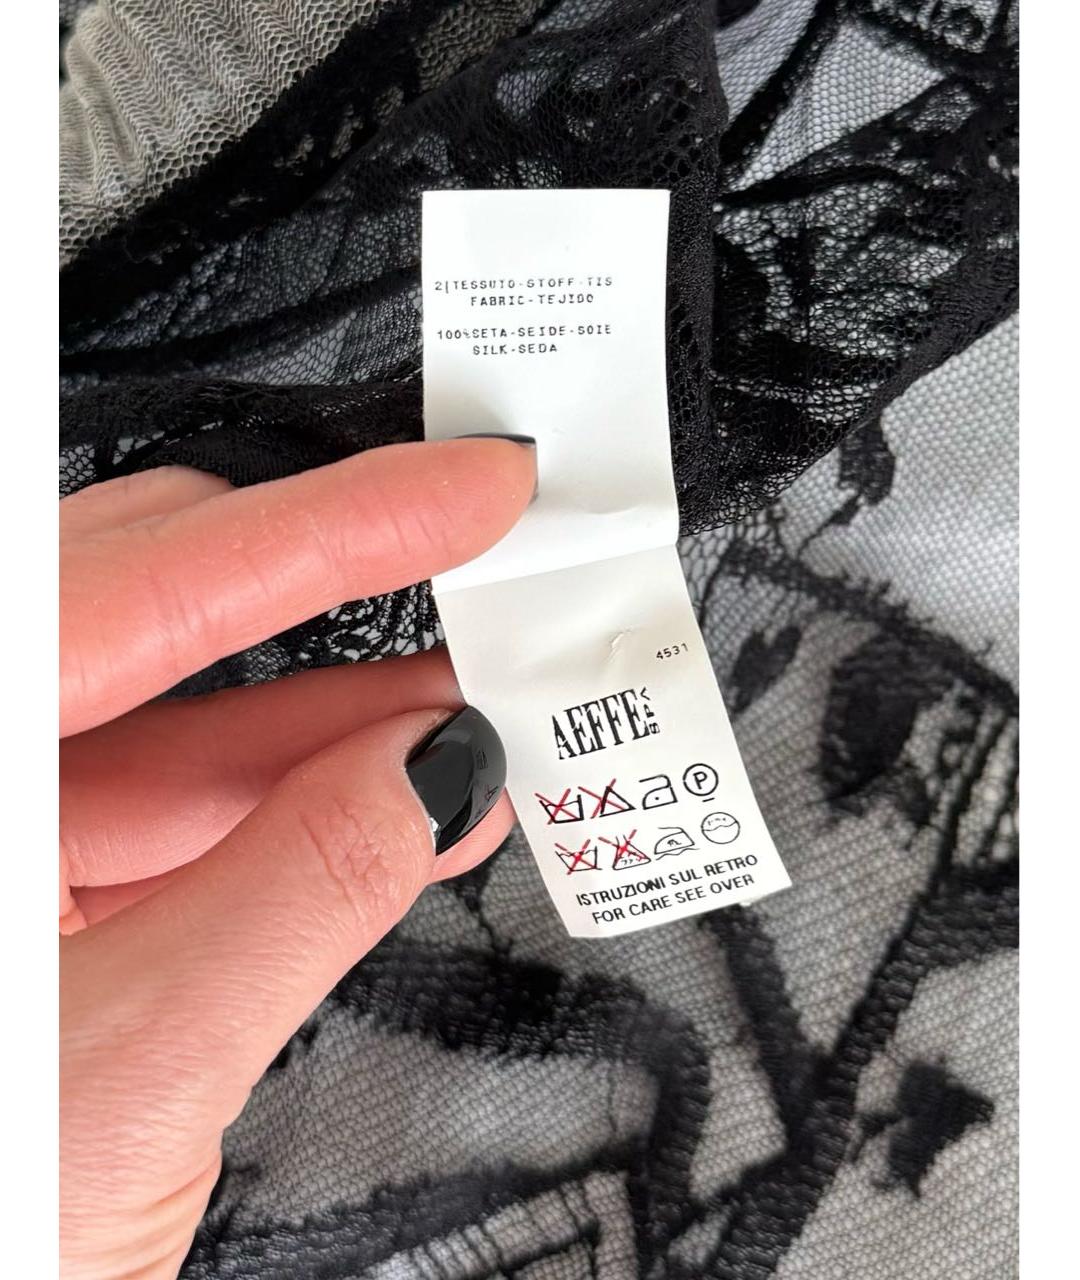 2[TESSUTO-STOFF-TIS
FABRIC-TEJIDO
100%SETA-SEIDE-SOIE
SILK-SEDA
4531
AEFFE SPA
P
ISTRUZIONI SUL RETRO
FOR CARE SEE OVER